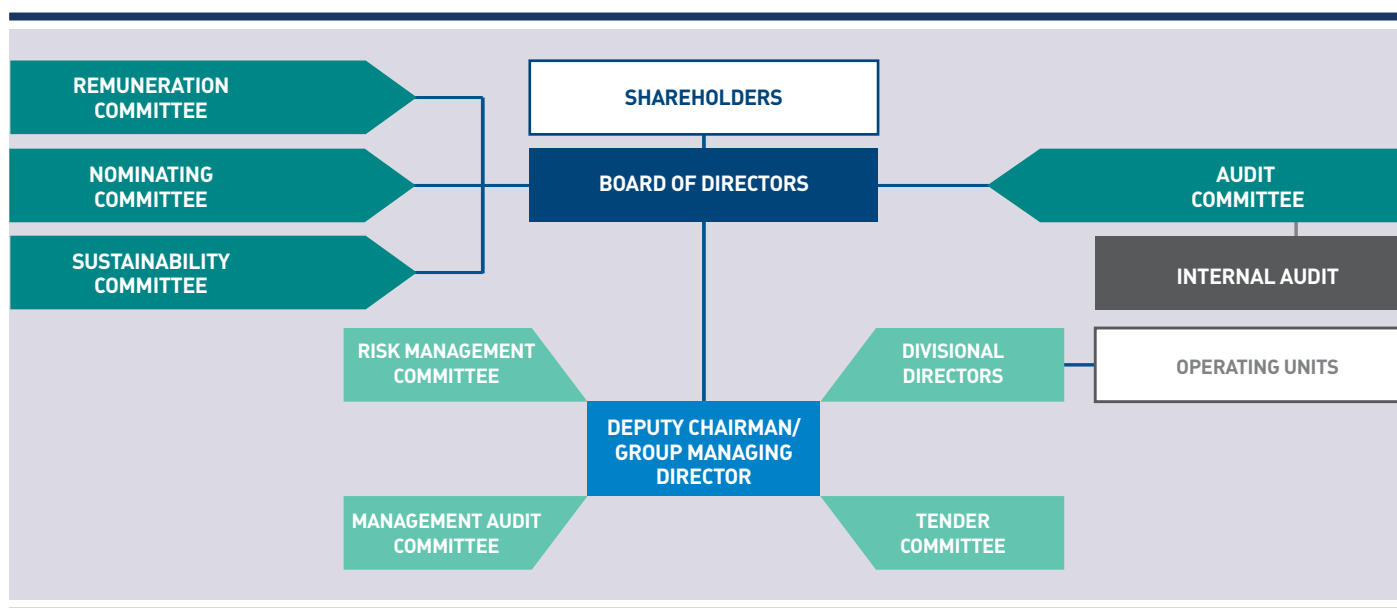 REMUNERATION
COMMITTEE
SHAREHOLDERS
NOMINATING
COMMITTEE
BOARD OF DIRECTORS
AUDIT
COMMITTEE
SUSTAINABILITY
COMMITTEE
INTERNAL AUDIT
RISK MANAGEMENT
COMMITTEE
DIVISIONAL
DIRECTORS
OPERATING UNITS
DEPUTY CHAIRMAN/
GROUP MANAGING
DIRECTOR
MANAGEMENT AUDIT
COMMITTEE
TENDER
COMMITTEE